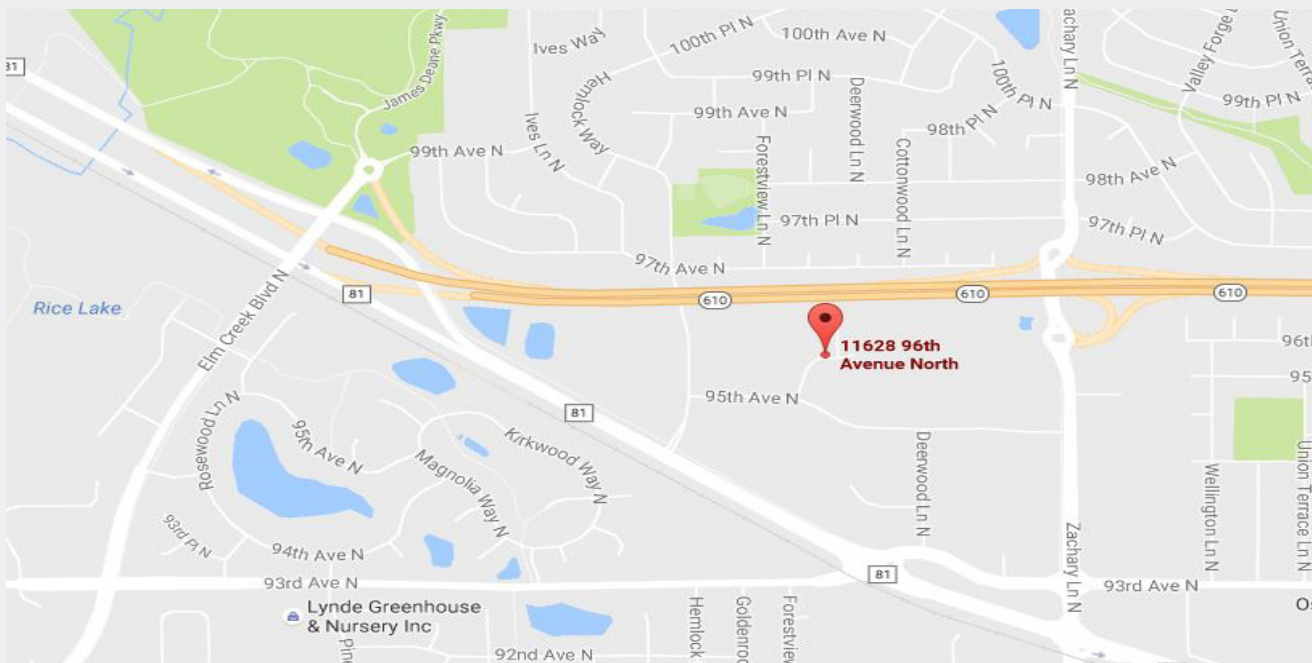 Ives Way
100th Pl N
100th Ave N
Zachary Ln N
Valley Forge
Union Terra
81
James Deane Pkwy
Hemlock Way
99th Pl N
Deerwood Ln N
100th Pl N
99th Pl N
Ives Ln N
99th Ave N
Forestview Ln N
98th Pl N
Cottonwood Ln N
99th Ave N
98th Ave N
97th Pl N
97th Pl N
97th Ave N
Elm Creek Blvd N
81
610
610
610
Rice Lake
11628 96th
Avenue North
96t
95
95th Ave N
81
Rosewood Ln N
95th Ave N
Kirkwood Way N
Magnolia Way N
Deerwood Ln N
Wellington Ln N
Union Terrace Ln N
93rd Pl N
94th Ave N
Zachary Ln N
93rd Ave N
81
93rd Ave N
Lynde Greenhouse
& Nursery Inc
Hemlock
Goldenroc
Forestview
Pine
92nd Ave N